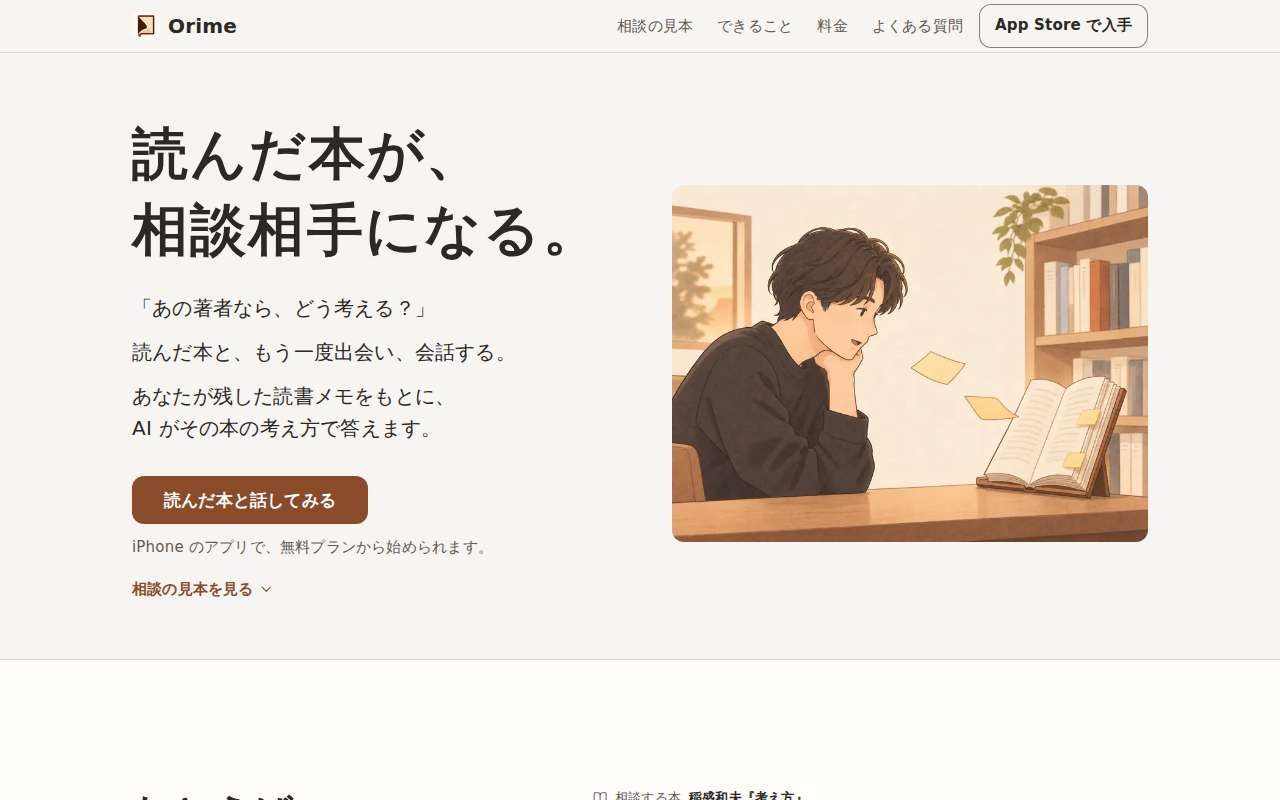 Orime
相談の見本
できること
料金
よくある質問
App Store で入手
読んだ本が、
相談相手になる。
「あの著者なら、どう考える？」
読んだ本と、もう一度出会い、会話する。
あなたが残した読書メモをもとに、
AI がその本の考え方で答えます。
読んだ本と話してみる
iPhone のアプリで、無料プランから始められます。
相談の見本を見る
相談する本 稲盛和夫『考え方』